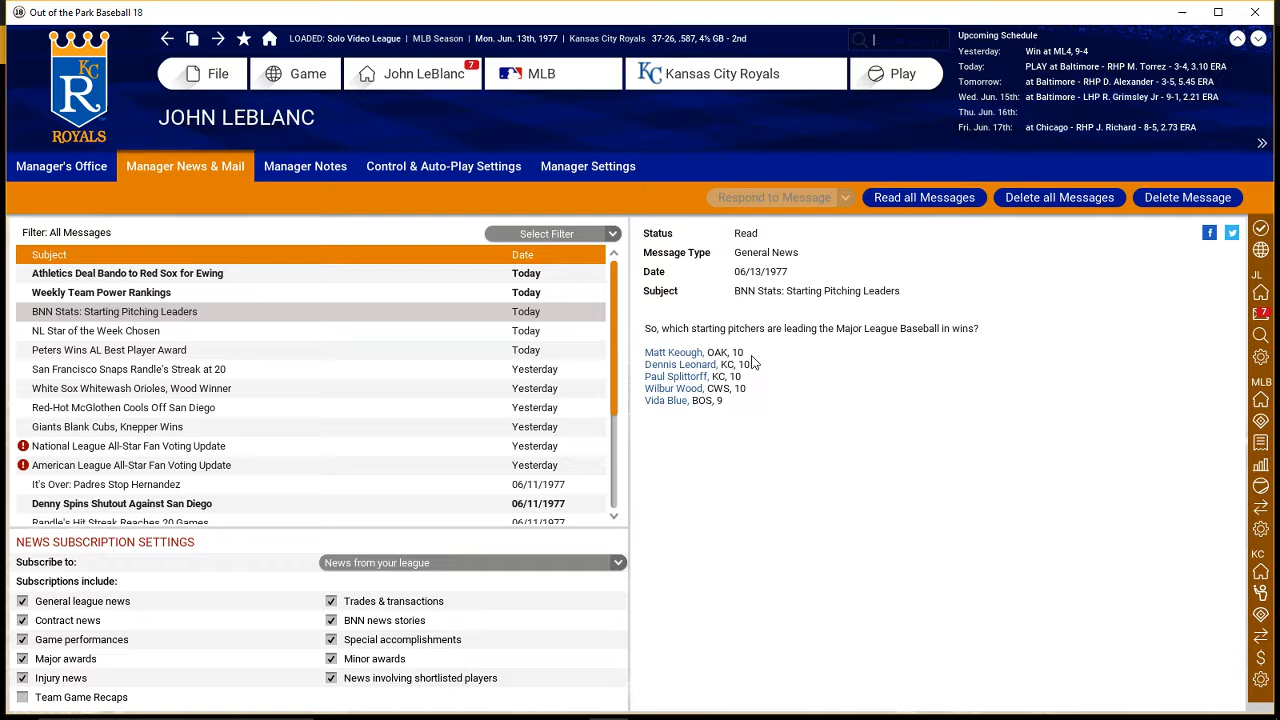 Out of the Park Baseball 18
LOADED: Solo Video League | MLB Season | Mon. Jun. 13th, 1977 | Kansas City Royals 37-26, .587, 4½ GB - 2nd
Upcoming Schedule
Yesterday: Win at ML4, 9-4
Today: PLAY at Baltimore - RHP M. Torrez - 3-4, 3.10 ERA
Tomorrow: at Baltimore - RHP D. Alexander - 3-5, 5.45 ERA
Wed. Jun. 15th: at Baltimore - LHP R. Grimsley Jr - 9-1, 2.21 ERA
Thu. Jun. 16th:
Fri. Jun. 17th: at Chicago - RHP J. Richard - 8-5, 2.73 ERA
KC
R
ROYALS
File
Game
John LeBlanc 7
MLB
KC Kansas City Royals
Play
JOHN LEBLANC
Manager's Office
Manager News & Mail
Manager Notes
Control & Auto-Play Settings
Manager Settings
Respond to Message
Read all Messages
Delete all Messages
Delete Message
Filter: All Messages
Select Filter
Subject Date
Athletics Deal Bando to Red Sox for Ewing Today
Weekly Team Power Rankings Today
BNN Stats: Starting Pitching Leaders Today
NL Star of the Week Chosen Today
Peters Wins AL Best Player Award Today
San Francisco Snaps Randle's Streak at 20 Yesterday
White Sox Whitewash Orioles, Wood Winner Yesterday
Red-Hot McGlothen Cools Off San Diego Yesterday
Giants Blank Cubs, Knepper Wins Yesterday
National League All-Star Fan Voting Update Yesterday
American League All-Star Fan Voting Update Yesterday
It's Over: Padres Stop Hernandez 06/11/1977
Denny Spins Shutout Against San Diego 06/11/1977
Randle's Hit Streak Reaches 20 Games 06/11/1977
NEWS SUBSCRIPTION SETTINGS
Subscribe to: News from your league
Subscriptions include:
General league news Trades & transactions
Contract news BNN news stories
Game performances Special accomplishments
Major awards Minor awards
Injury news News involving shortlisted players
Team Game Recaps
Status Read
Message Type General News
Date 06/13/1977
Subject BNN Stats: Starting Pitching Leaders
So, which starting pitchers are leading the Major League Baseball in wins?
Matt Keough, OAK, 10
Dennis Leonard, KC, 10
Paul Splittorff, KC, 10
Wilbur Wood, CWS, 10
Vida Blue, BOS, 9
JL
7
MLB
KC